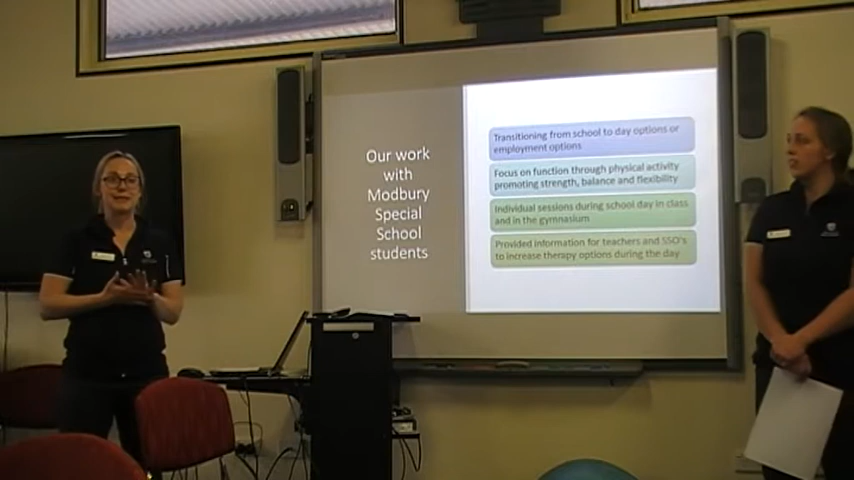 Our work
with
Modbury
Special
School
students
Transitioning from school to day options or
employment options
Focus on function through physical activity
promoting strength, balance and flexibility
Individual sessions during school day in class
and in the gymnasium
Provided information for teachers and SSO's
to increase therapy options during the day